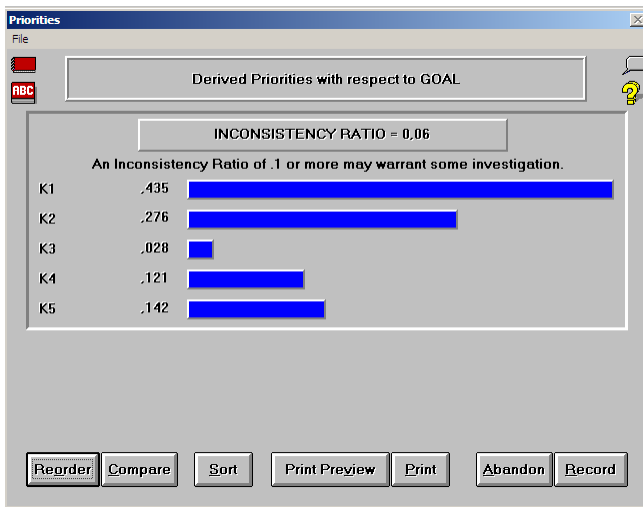 Priorities
File
ABC
Derived Priorities with respect to GOAL
INCONSISTENCY RATIO = 0,06
An Inconsistency Ratio of .1 or more may warrant some investigation.
K1 ,435
K2 ,276
K3 ,028
K4 ,121
K5 ,142
Reorder Compare Sort Print Preview Print Abandon Record